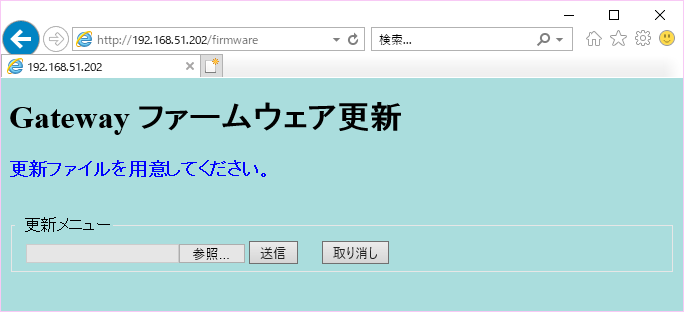 http://192.168.51.202/firmware
検索...
192.168.51.202
Gateway ファームウェア更新
更新ファイルを用意してください。
更新メニュー
参照... 送信 取り消し